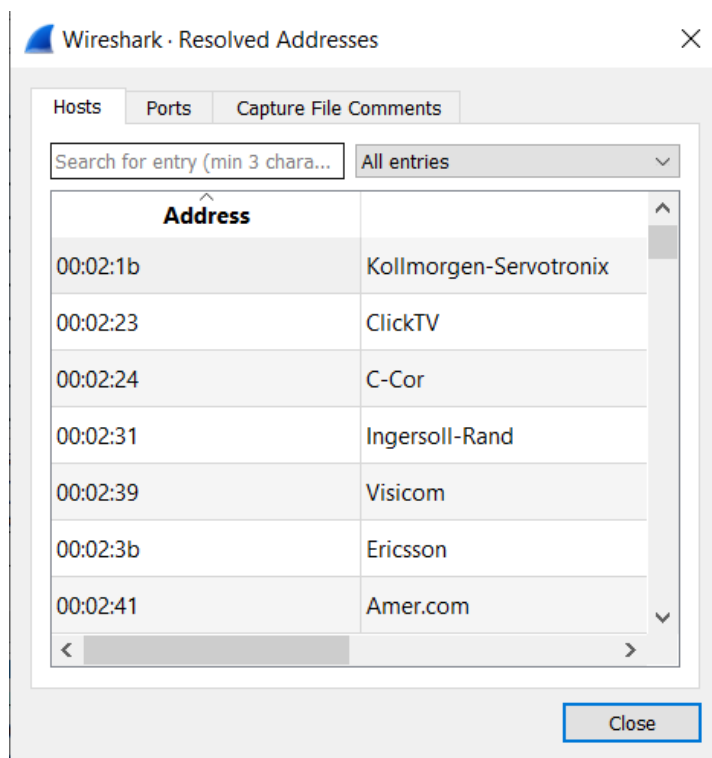 Wireshark · Resolved Addresses
Hosts Ports Capture File Comments
Search for entry (min 3 chara... All entries
Address
00:02:1b Kollmorgen-Servotronix
00:02:23 ClickTV
00:02:24 C-Cor
00:02:31 Ingersoll-Rand
00:02:39 Visicom
00:02:3b Ericsson
00:02:41 Amer.com
Close